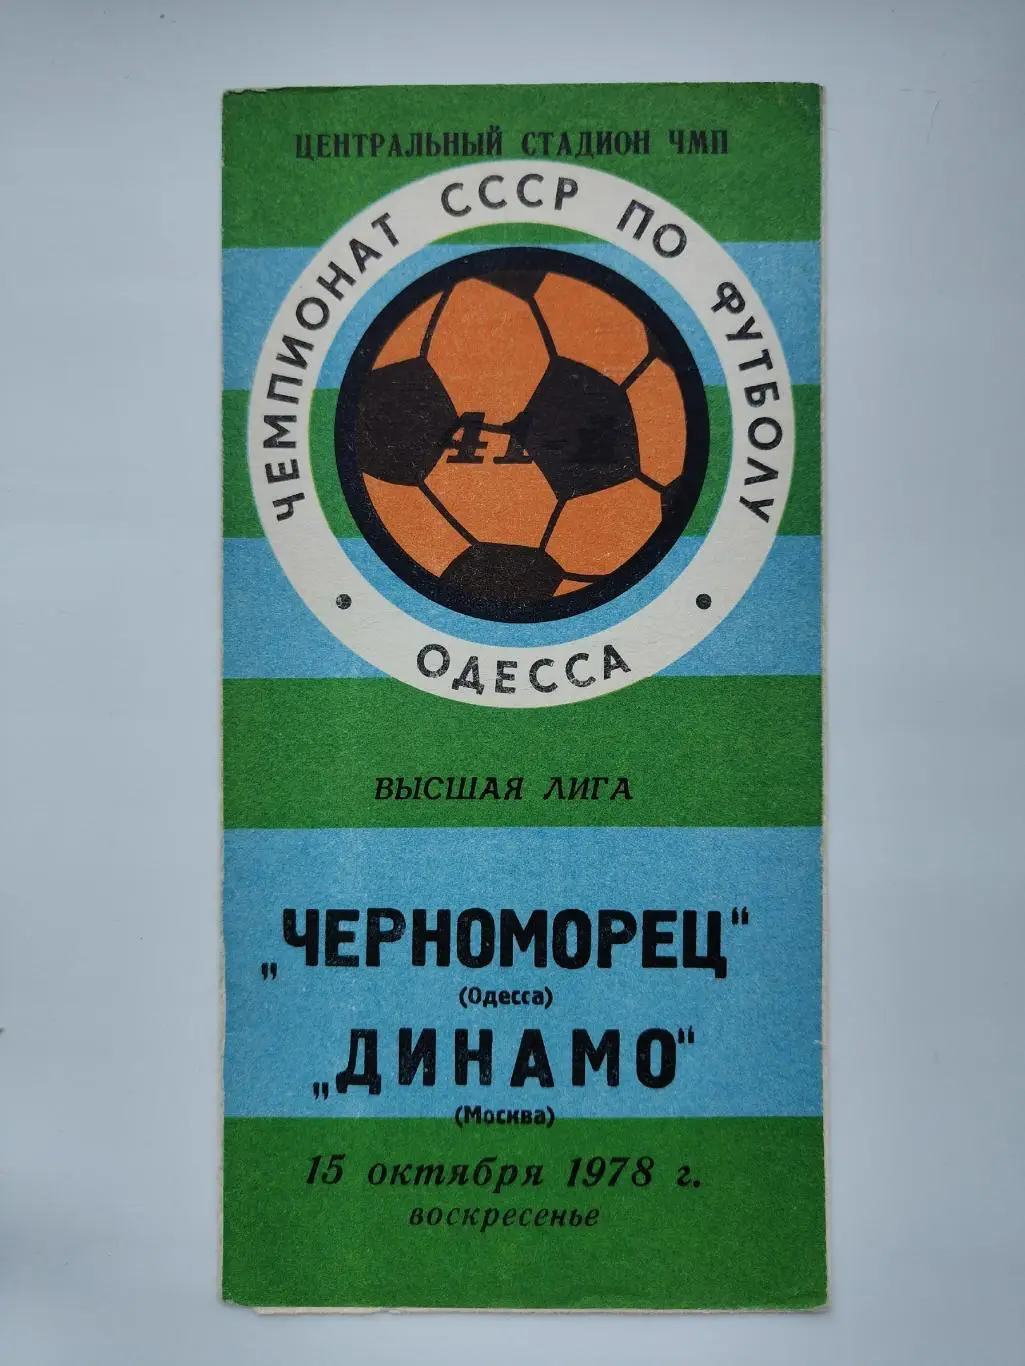 ЦЕНТРАЛЬНЫЙ СТАДИОН ЧМП
ЧЕМПИОНАТ СССР ПО ФУТБОЛУ
41-й
• ОДЕССА •
ВЫСШАЯ ЛИГА
„ЧЕРНОМОРЕЦ“
(Одесса)
„ДИНАМО“
(Москва)
15 октября 1978 г.
воскресенье